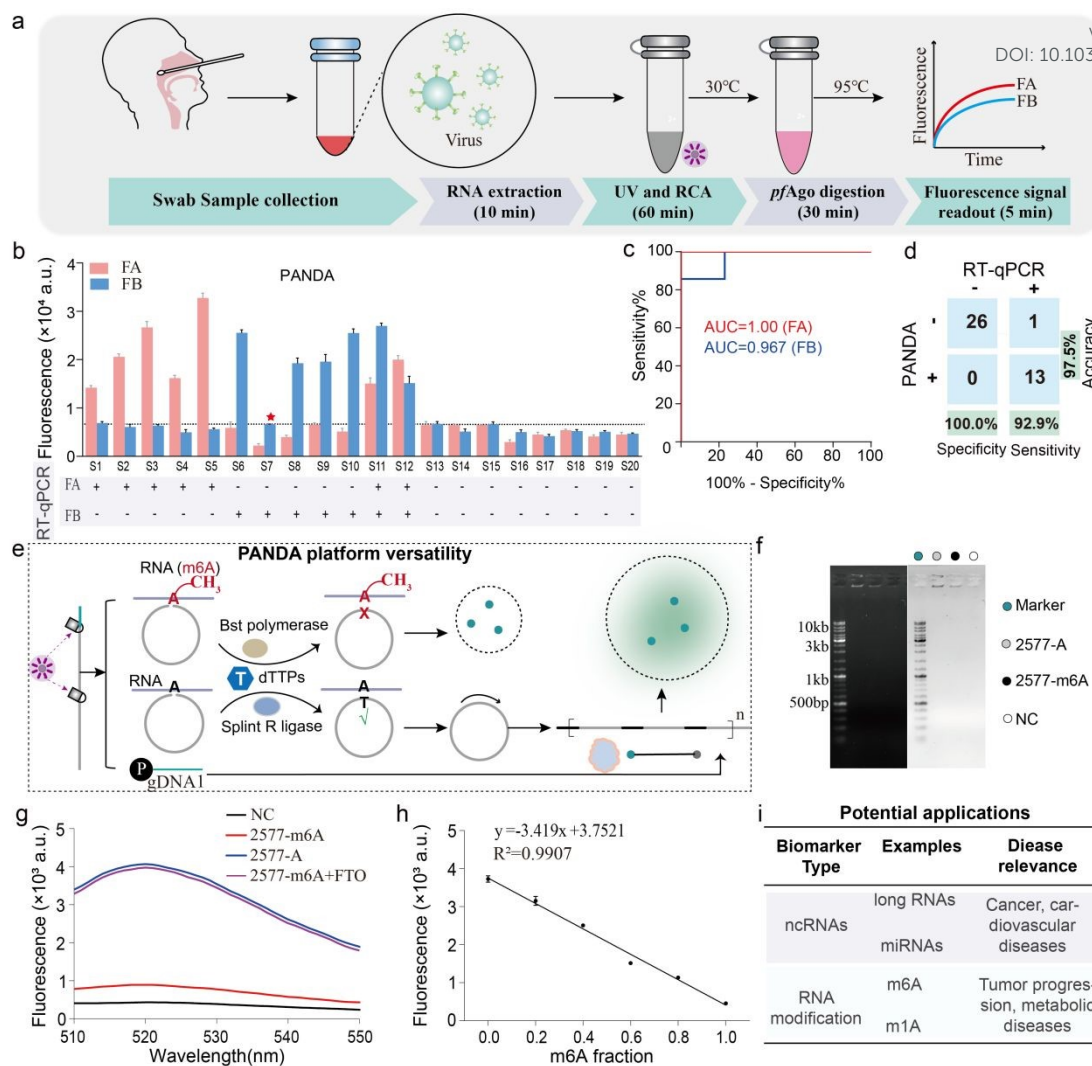 a
DOI: 10.103
Virus
30℃
95℃
Fluorescence
FA
FB
Time
Swab Sample collection
RNA extraction
(10 min)
UV and RCA
(60 min)
pfAgo digestion
(30 min)
Fluorescence signal
readout (5 min)
b
PANDA
FA
FB
Fluorescence (×10⁴ a.u.)
4
3
2
1
0
S1 S2 S3 S4 S5 S6 S7 S8 S9 S10 S11 S12 S13 S14 S15 S16 S17 S18 S19 S20
RT-qPCR
FA + + + + + - - - - - + + - - - - - - - -
FB - - - - - + + + + + + + - - - - - - - -
c
Sensitivity%
100
80
60
40
20
0
AUC=1.00 (FA)
AUC=0.967 (FB)
0 20 40 60 80 100
100% - Specificity%
d
RT-qPCR
- +
PANDA
- 26 1
+ 0 13
97.5%
Accuracy
100.0% 92.9%
Specificity Sensitivity
e
PANDA platform versatility
RNA (m6A)
CH3
A
A
X
Bst polymerase
T dTTPs
Splint R ligase
RNA
A
A
T
√
n
P
gDNA1
CH3
f
10kb
3kb
1kb
500bp
Marker
2577-A
2577-m6A
NC
g
NC
2577-m6A
2577-A
2577-m6A+FTO
Fluorescence (×10³ a.u.)
5
4
3
2
1
0
510 520 530 540 550
Wavelength(nm)
h
y=-3.419x+3.7521
R²=0.9907
Fluorescence (×10³ a.u.)
5
4
3
2
1
0
0.0 0.2 0.4 0.6 0.8 1.0
m6A fraction
i
Potential applications
Biomarker
Type
Examples
Diease
relevance
ncRNAs
long RNAs
miRNAs
Cancer, car-
diovascular
diseases
RNA
modification
m6A
m1A
Tumor progres-
sion, metabolic
diseases